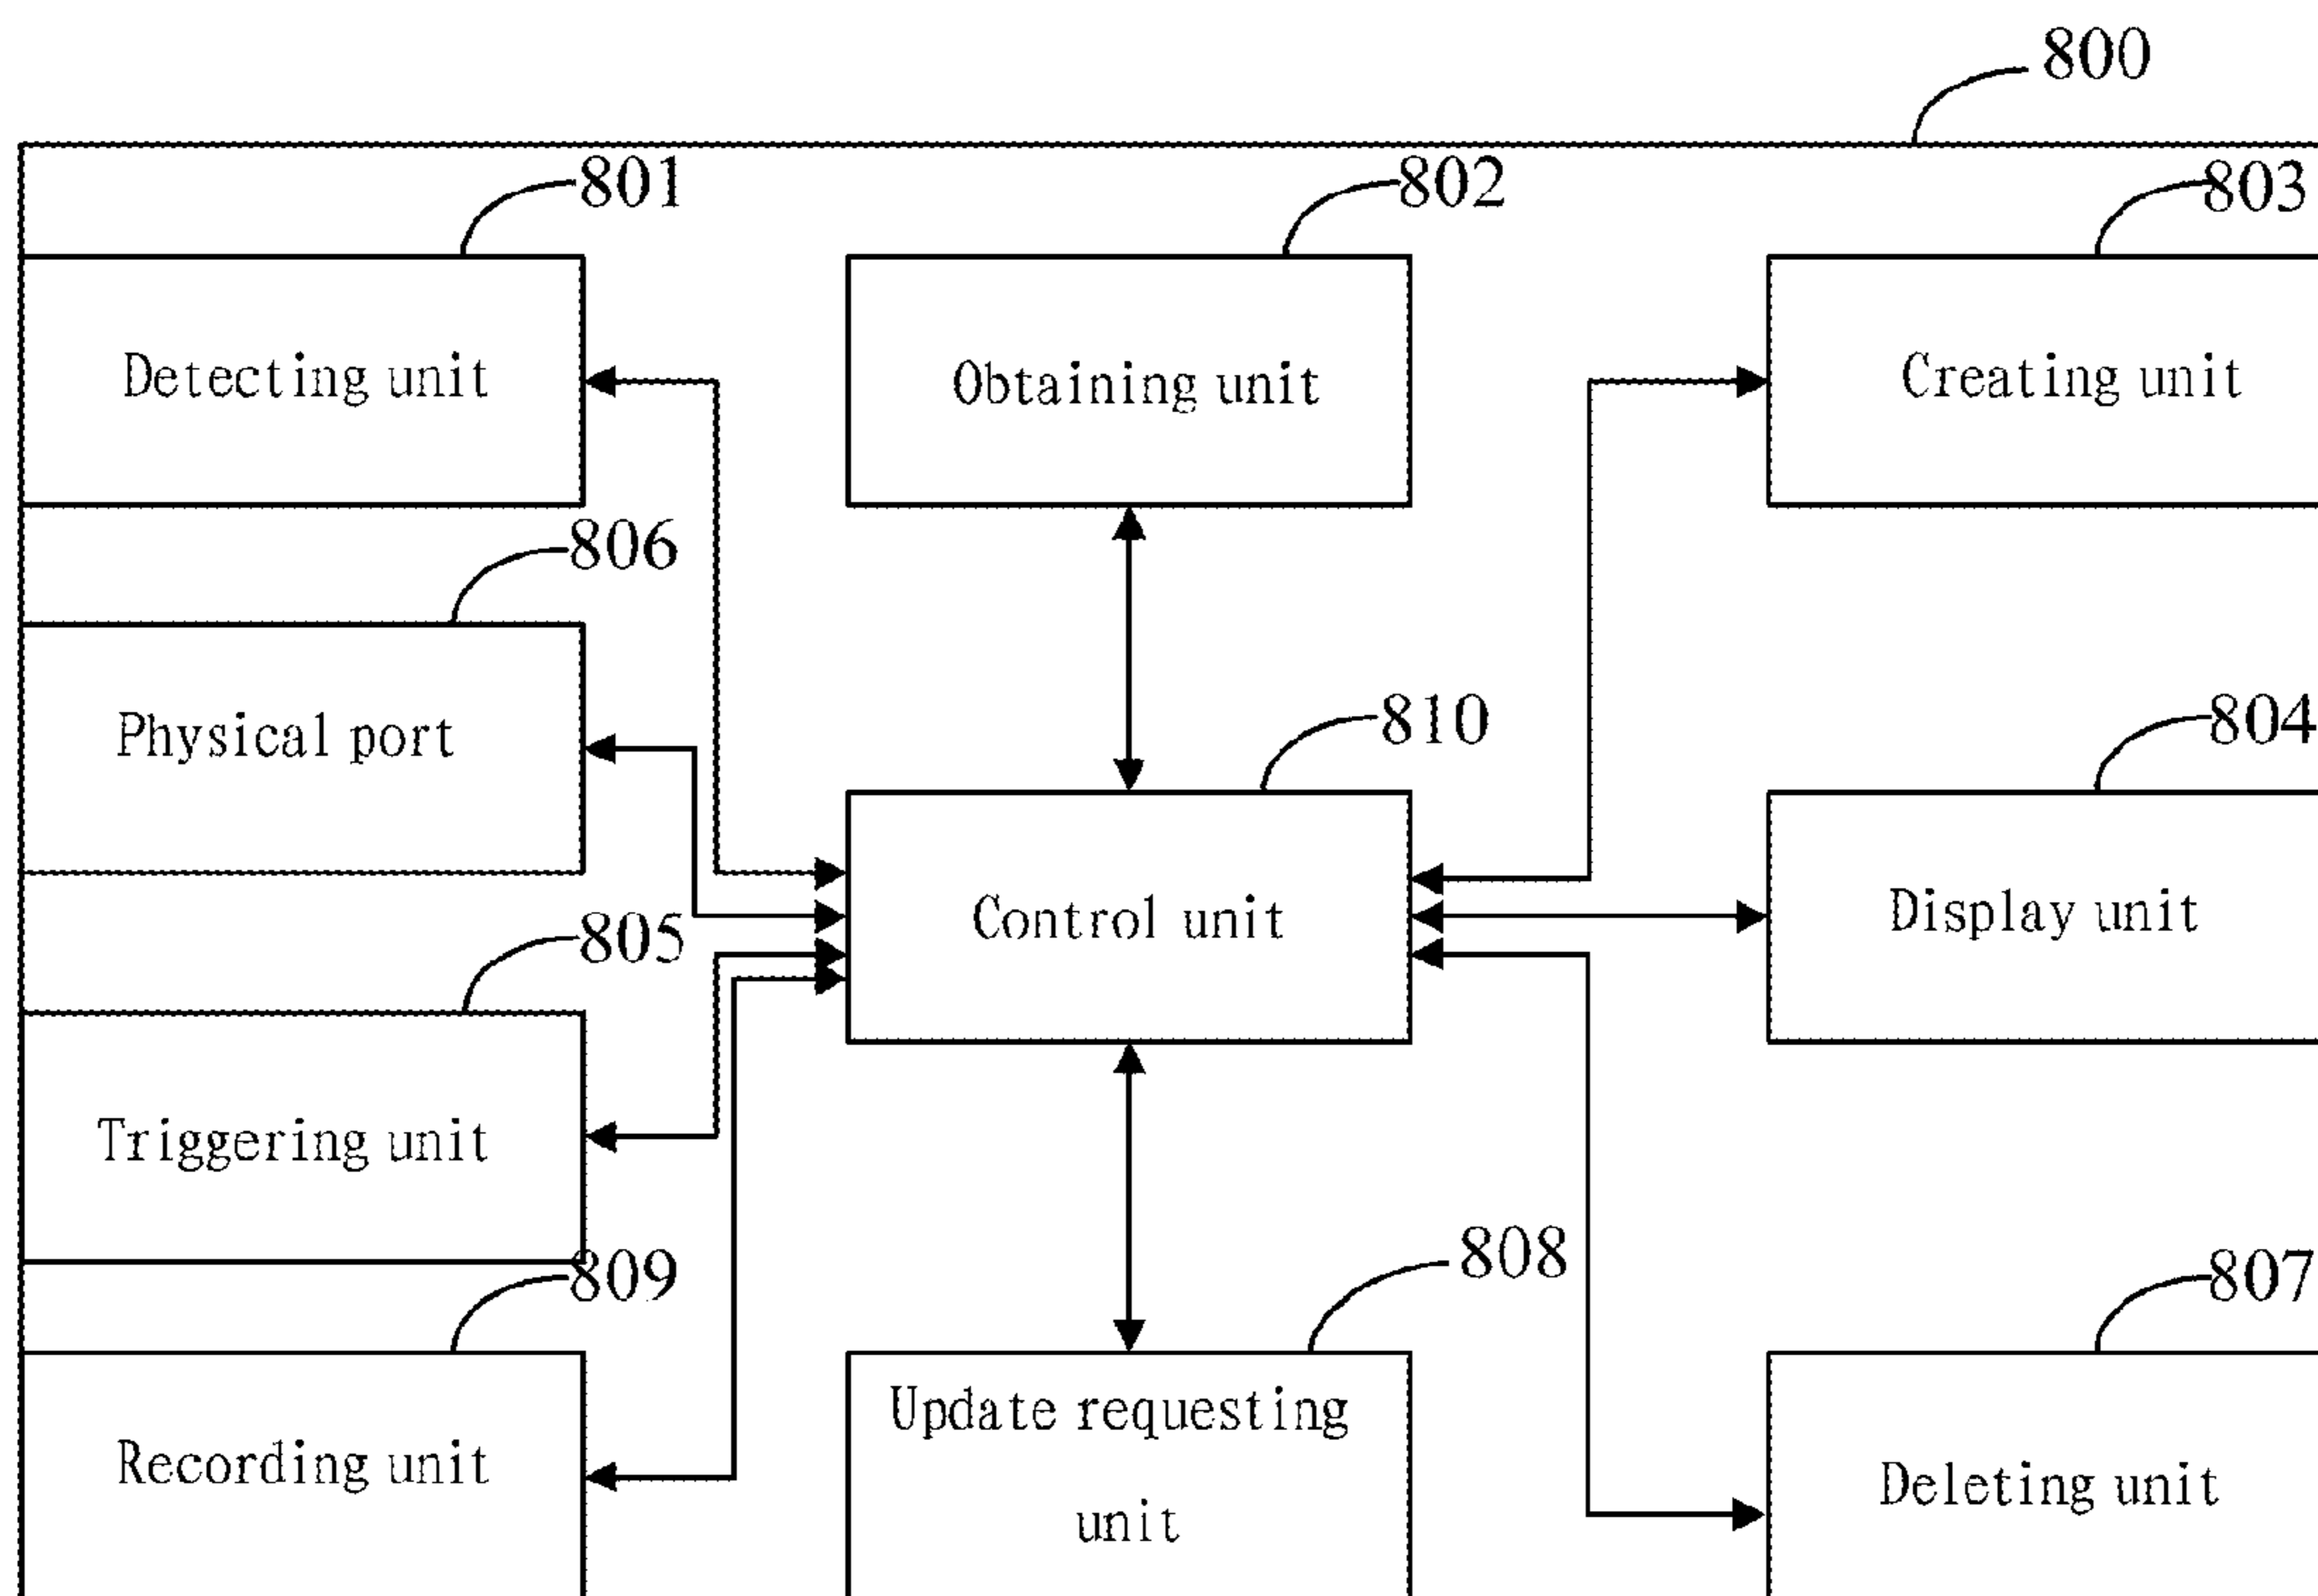 800
801
802
803
Detecting unit
Obtaining unit
Creating unit
806
Physical port
810
804
Control unit
Display unit
805
Triggering unit
809
808
807
Recording unit
Update requesting
unit
Deleting unit